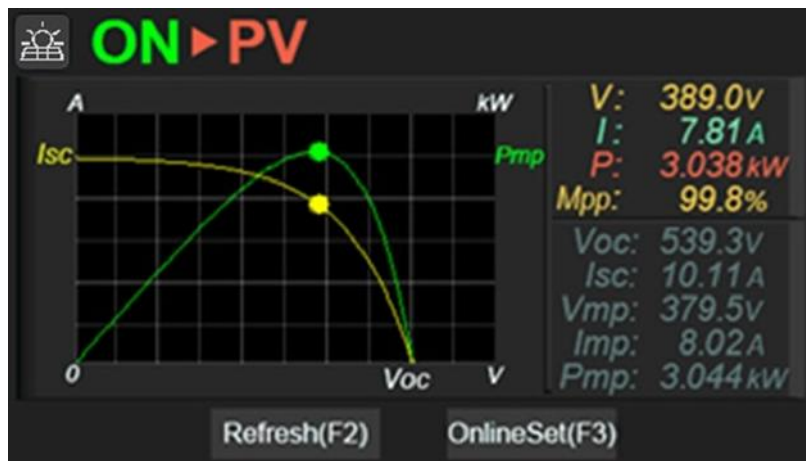 ON▶PV
A kW
Isc Pmp
0 Voc V
V: 389.0V
I: 7.81A
P: 3.038kW
Mpp: 99.8%
Voc: 539.3V
Isc: 10.11A
Vmp: 379.5V
Imp: 8.02A
Pmp: 3.044kW
Refresh(F2) OnlineSet(F3)